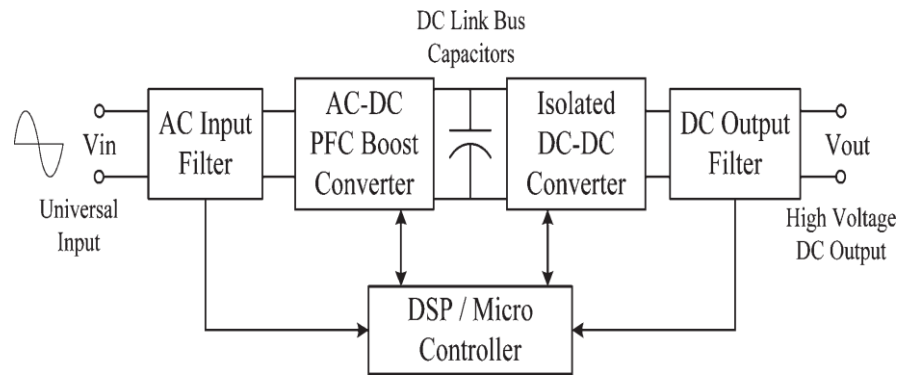 DC Link Bus
Capacitors
Vin
Universal
Input
AC Input
Filter
AC-DC
PFC Boost
Converter
Isolated
DC-DC
Converter
DC Output
Filter
Vout
High Voltage
DC Output
DSP / Micro
Controller